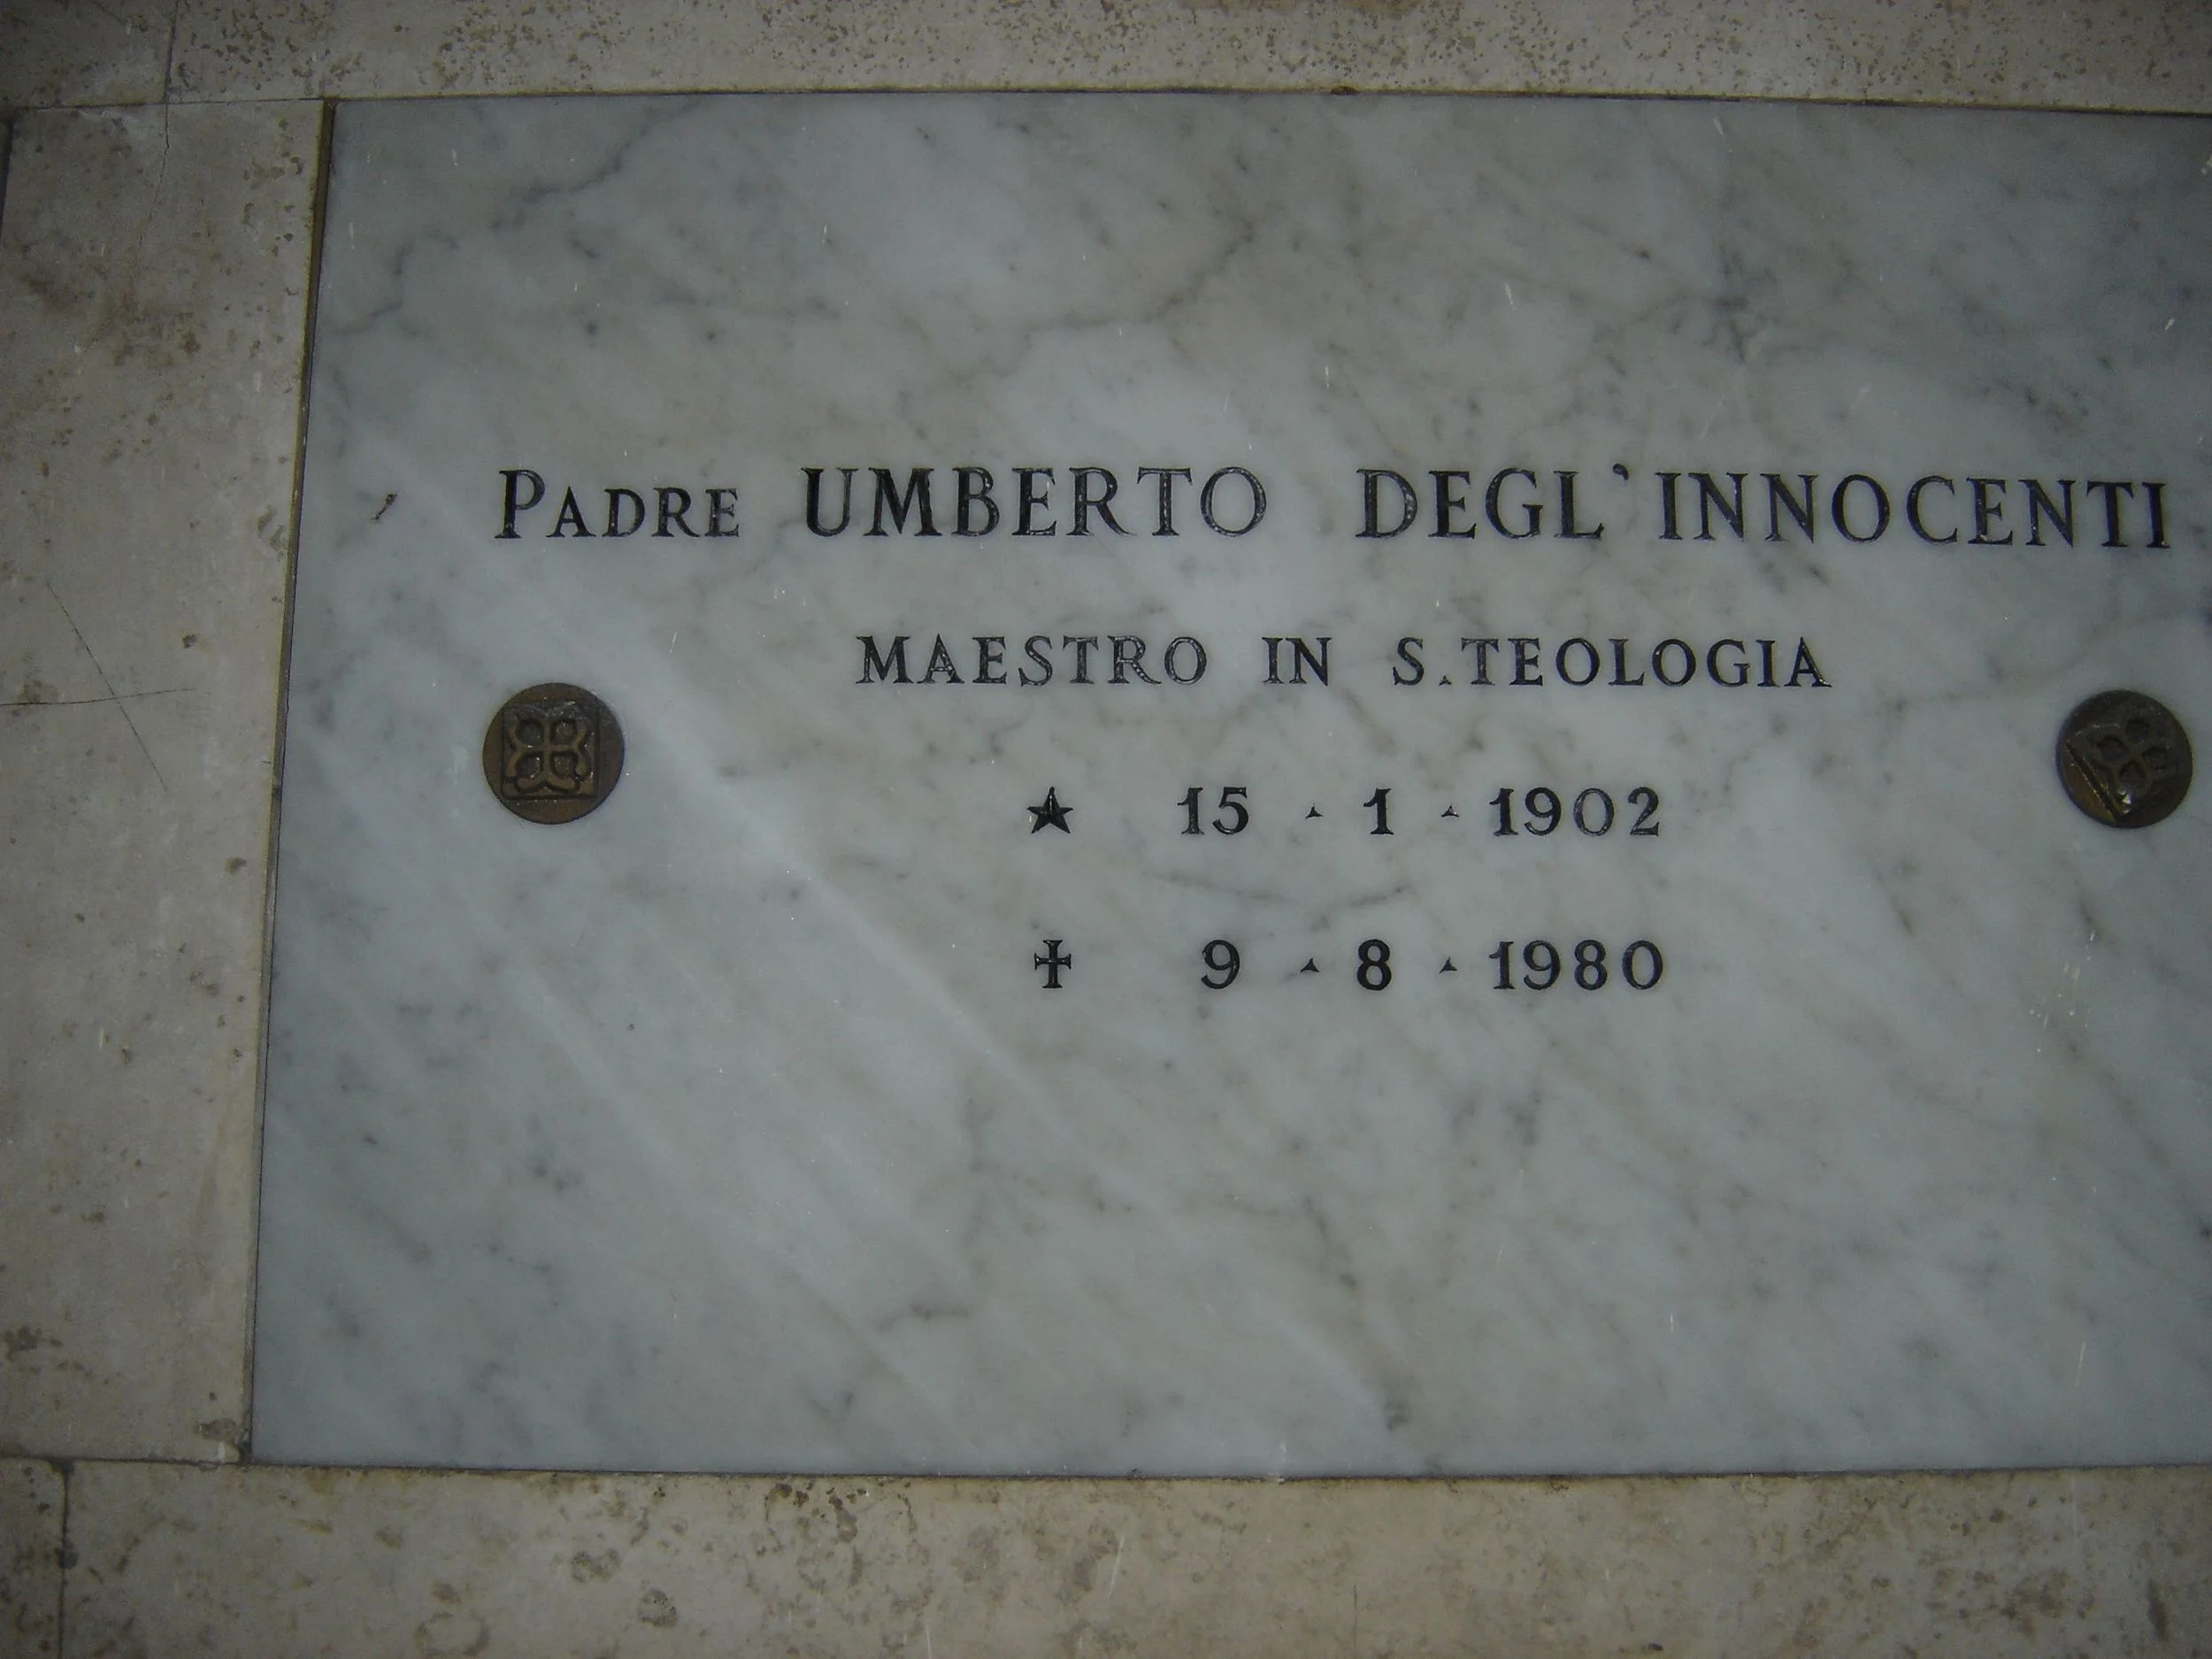 Padre UMBERTO DEGL'INNOCENTI
MAESTRO IN S.TEOLOGIA
★ 15 · 1 · 1902
✝ 9 · 8 · 1980